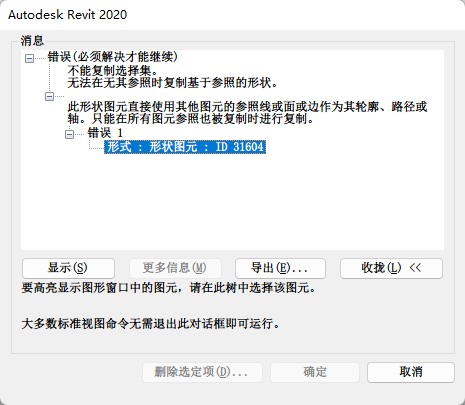 Autodesk Revit 2020
消息
错误(必须解决才能继续)
不能复制选择集。
无法在无其参照时复制基于参照的形状。
此形状图元直接使用其他图元的参照线或面或边作为其轮廓、路径或
轴。只能在所有图元参照也被复制时进行复制。
错误 1
形式 : 形状图元 : ID 31604
显示(S)
更多信息(M)
导出(E)...
收拢(L) <<
要高亮显示图形窗口中的图元，请在此树中选择该图元。
大多数标准视图命令无需退出此对话框即可运行。
删除选定项(D)...
确定
取消